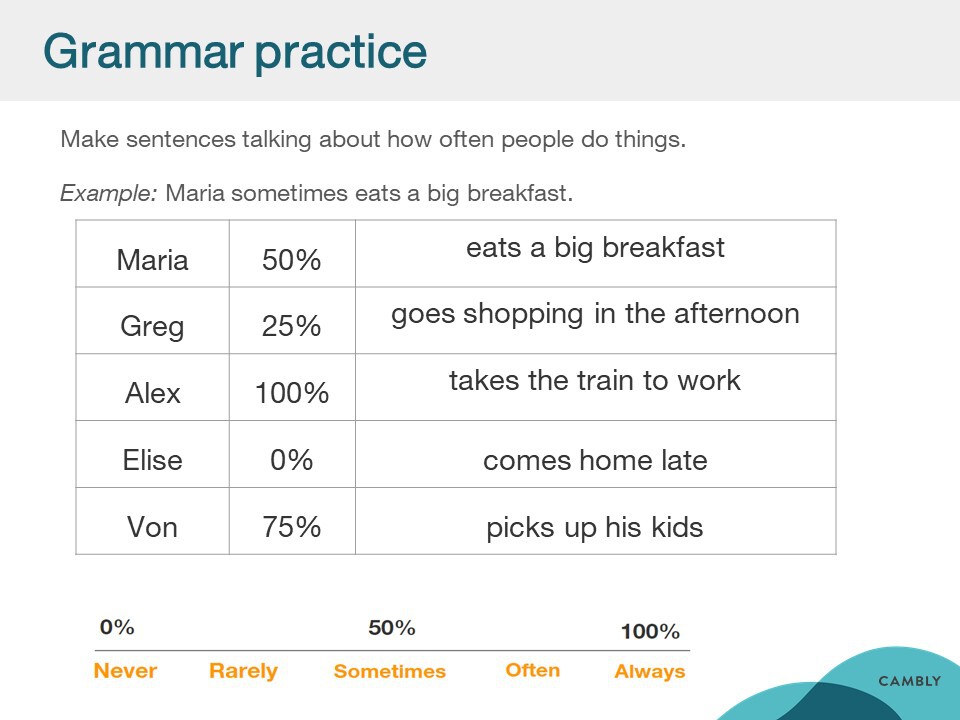 Grammar practice
Make sentences talking about how often people do things.
Example: Maria sometimes eats a big breakfast.
Maria 50% eats a big breakfast
Greg 25% goes shopping in the afternoon
Alex 100% takes the train to work
Elise 0% comes home late
Von 75% picks up his kids
0% 50% 100%
Never Rarely Sometimes Often Always
CAMBLY